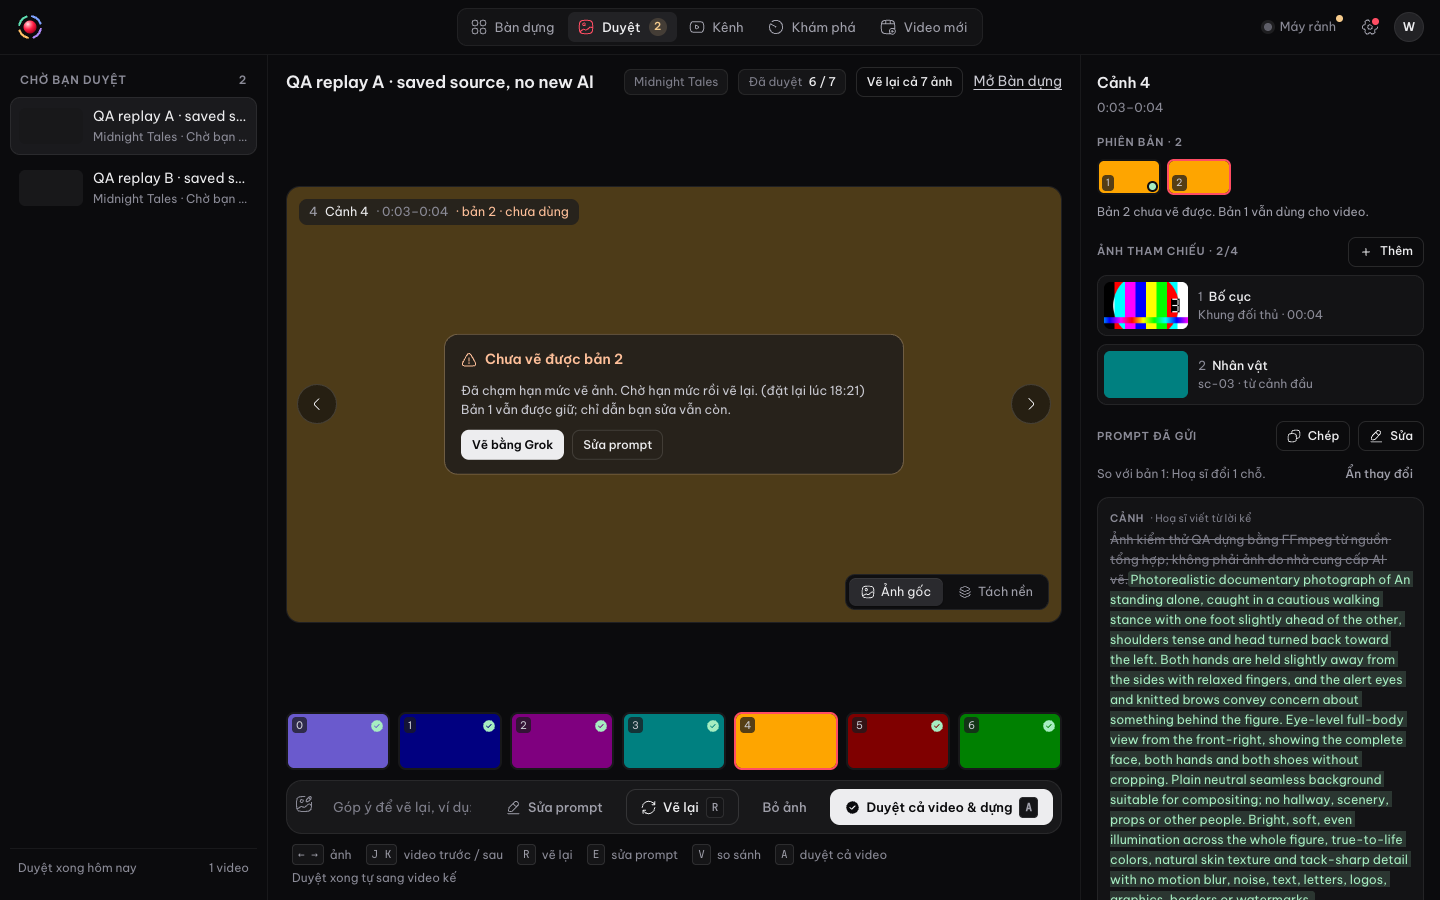 Bàn dựng
Duyệt 2
Kênh
Khám phá
Video mới
Máy rảnh
W
CHỜ BẠN DUYỆT 2
QA replay A · saved s...
Midnight Tales · Chờ bạn ...
QA replay B · saved s...
Midnight Tales · Chờ bạn ...
Duyệt xong hôm nay 1 video
QA replay A · saved source, no new AI
Midnight Tales
Đã duyệt 6 / 7
Vẽ lại cả 7 ảnh
Mở Bàn dựng
4 Cảnh 4 · 0:03–0:04 · bản 2 · chưa dùng
Chưa vẽ được bản 2
Đã chạm hạn mức vẽ ảnh. Chờ hạn mức rồi vẽ lại. (đặt lại lúc 18:21)
Bản 1 vẫn được giữ; chỉ dẫn bạn sửa vẫn còn.
Vẽ bằng Grok
Sửa prompt
Ảnh gốc
Tách nền
0
1
2
3
4
5
6
Góp ý để vẽ lại, ví dụ:
Sửa prompt
Vẽ lại R
Bỏ ảnh
Duyệt cả video & dựng A
← → ảnh
J K video trước / sau
R vẽ lại
E sửa prompt
V so sánh
A duyệt cả video
Duyệt xong tự sang video kế
Cảnh 4
0:03–0:04
PHIÊN BẢN · 2
1
2
Bản 2 chưa vẽ được. Bản 1 vẫn dùng cho video.
ẢNH THAM CHIẾU · 2/4
+ Thêm
1 Bố cục
Khung đối thủ · 00:04
2 Nhân vật
sc-03 · từ cảnh đầu
PROMPT ĐÃ GỬI
Chép
Sửa
So với bản 1: Hoạ sĩ đổi 1 chỗ.
Ẩn thay đổi
CẢNH · Hoạ sĩ viết từ lời kể
Ảnh kiểm thử QA dựng bằng FFmpeg từ nguồn
tổng hợp; không phải ảnh do nhà cung cấp AI
vẽ. Photorealistic documentary photograph of An
standing alone, caught in a cautious walking
stance with one foot slightly ahead of the other,
shoulders tense and head turned back toward
the left. Both hands are held slightly away from
the sides with relaxed fingers, and the alert eyes
and knitted brows convey concern about
something behind the figure. Eye-level full-body
view from the front-right, showing the complete
face, both hands and both shoes without
cropping. Plain neutral seamless background
suitable for compositing; no hallway, scenery,
props or other people. Bright, soft, even
illumination across the whole figure, true-to-life
colors, natural skin texture and tack-sharp detail
with no motion blur, noise, text, letters, logos,
graphics, borders or watermarks.